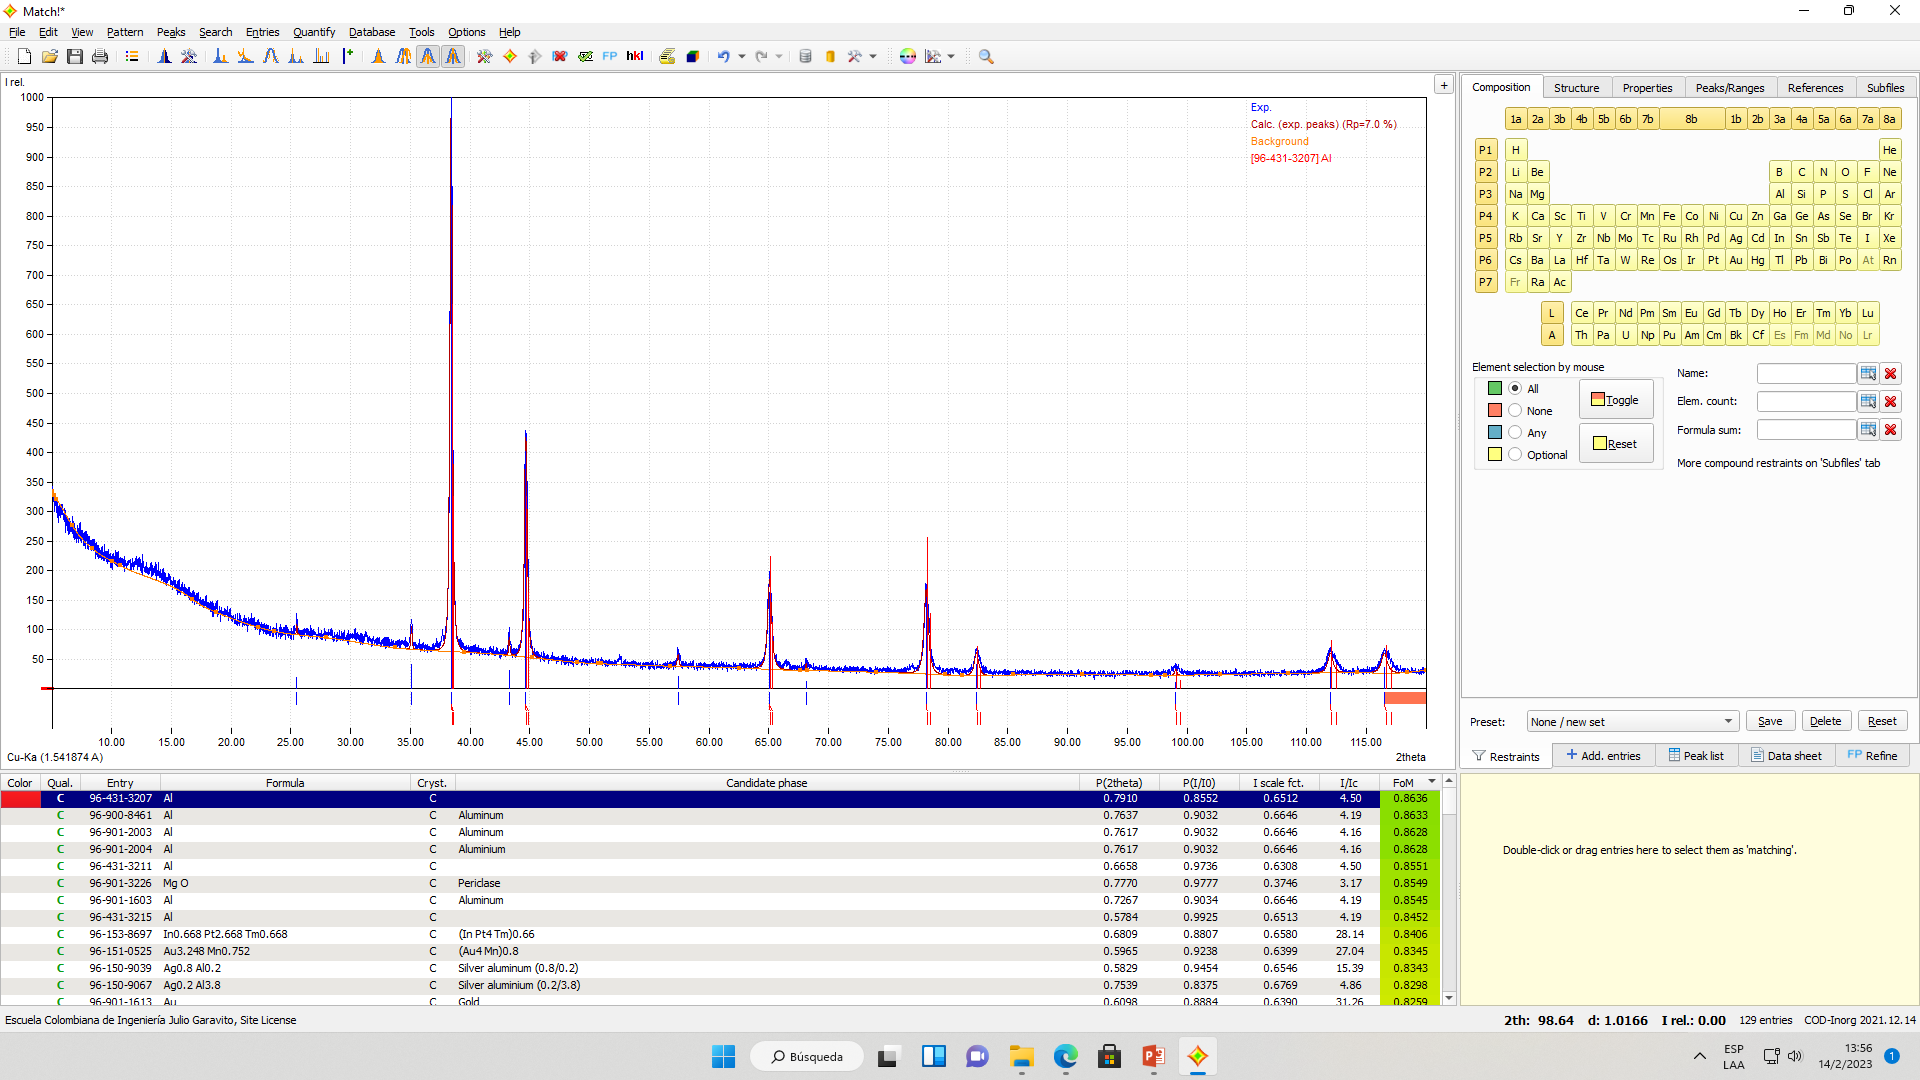 Match!*
File Edit View Pattern Peaks Search Entries Quantify Database Tools Options Help
FP hkl
I rel.
1000
950
900
850
800
750
700
650
600
550
500
450
400
350
300
250
200
150
100
50
Exp.
Calc. (exp. peaks) (Rp=7.0 %)
Background
[96-431-3207] Al
10.00 15.00 20.00 25.00 30.00 35.00 40.00 45.00 50.00 55.00 60.00 65.00 70.00 75.00 80.00 85.00 90.00 95.00 100.00 105.00 110.00 115.00
Cu-Ka (1.541874 A) 2theta
Composition Structure Properties Peaks/Ranges References Subfiles
1a 2a 3b 4b 5b 6b 7b 8b 1b 2b 3a 4a 5a 6a 7a 8a
P1 H He
P2 Li Be B C N O F Ne
P3 Na Mg Al Si P S Cl Ar
P4 K Ca Sc Ti V Cr Mn Fe Co Ni Cu Zn Ga Ge As Se Br Kr
P5 Rb Sr Y Zr Nb Mo Tc Ru Rh Pd Ag Cd In Sn Sb Te I Xe
P6 Cs Ba La Hf Ta W Re Os Ir Pt Au Hg Tl Pb Bi Po At Rn
P7 Fr Ra Ac
L Ce Pr Nd Pm Sm Eu Gd Tb Dy Ho Er Tm Yb Lu
A Th Pa U Np Pu Am Cm Bk Cf Es Fm Md No Lr
Element selection by mouse
All
None
Any
Optional
Toggle
Reset
Name:
Elem. count:
Formula sum:
More compound restraints on 'Subfiles' tab
Preset: None / new set Save Delete Reset
Restraints Add. entries Peak list Data sheet FP Refine
Color Qual. Entry Formula Cryst. Candidate phase P(2theta) P(I/I0) I scale fct. I/Ic FoM
C 96-431-3207 Al C 0.7910 0.8552 0.6512 4.50 0.8636
C 96-900-8461 Al C Aluminum 0.7637 0.9032 0.6646 4.19 0.8633
C 96-901-2003 Al C Aluminum 0.7617 0.9032 0.6646 4.16 0.8628
C 96-901-2004 Al C Aluminium 0.7617 0.9032 0.6646 4.16 0.8628
C 96-431-3211 Al C 0.6658 0.9736 0.6308 4.50 0.8551
C 96-901-3226 Mg O C Periclase 0.7770 0.9777 0.3746 3.17 0.8549
C 96-901-1603 Al C Aluminum 0.7267 0.9034 0.6646 4.19 0.8545
C 96-431-3215 Al C 0.5784 0.9925 0.6513 4.19 0.8452
C 96-153-8697 In0.668 Pt2.668 Tm0.668 C (In Pt4 Tm)0.66 0.6809 0.8807 0.6580 28.14 0.8406
C 96-151-0525 Au3.248 Mn0.752 C (Au4 Mn)0.8 0.5965 0.9238 0.6399 27.04 0.8345
C 96-150-9039 Ag0.8 Al0.2 C Silver aluminum (0.8/0.2) 0.5829 0.9454 0.6546 15.39 0.8343
C 96-150-9067 Ag0.2 Al3.8 C Silver aluminium (0.2/3.8) 0.7539 0.8375 0.6769 4.86 0.8298
C 96-901-1613 Au C Gold 0.6098 0.8884 0.6390 31.26 0.8259
Double-click or drag entries here to select them as 'matching'.
Escuela Colombiana de Ingeniería Julio Garavito, Site License
2th: 98.64 d: 1.0166 I rel.: 0.00 129 entries COD-Inorg 2021.12.14
Búsqueda
ESP
LAA
13:56
14/2/2023
1